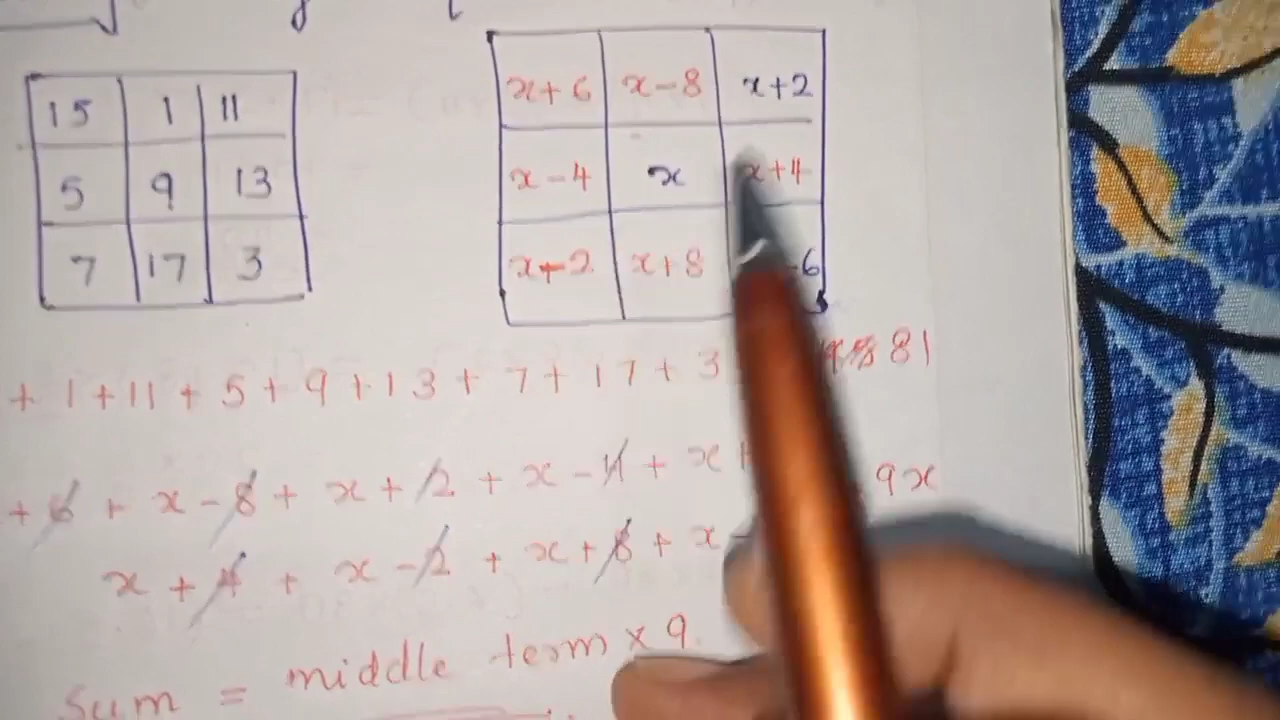 15 1 11
5 9 13
7 17 3
x+6 x-8 x+2
x-4 x x+4
x-2 x+8 -6
+ 1 + 11 + 5 + 9 + 13 + 7 + 17 + 3 81
+ 6 + x - 8 + x + 2 + x - 4 + x 9x
x + 4 + x - 2 + x + 8 + x
Sum = middle term × 9.